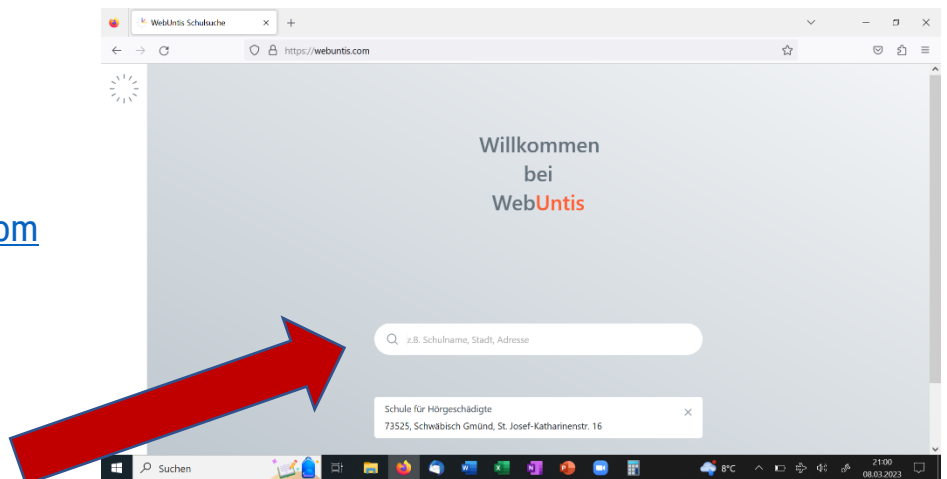 WebUntis Schulsuche
https://webuntis.com
Willkommen
bei
WebUntis
om
z.B. Schulname, Stadt, Adresse
Schule für Hörgeschädigte
73525, Schwäbisch Gmünd, St. Josef-Katharinenstr. 16
Suchen
8°C
21:00
08.03.2023